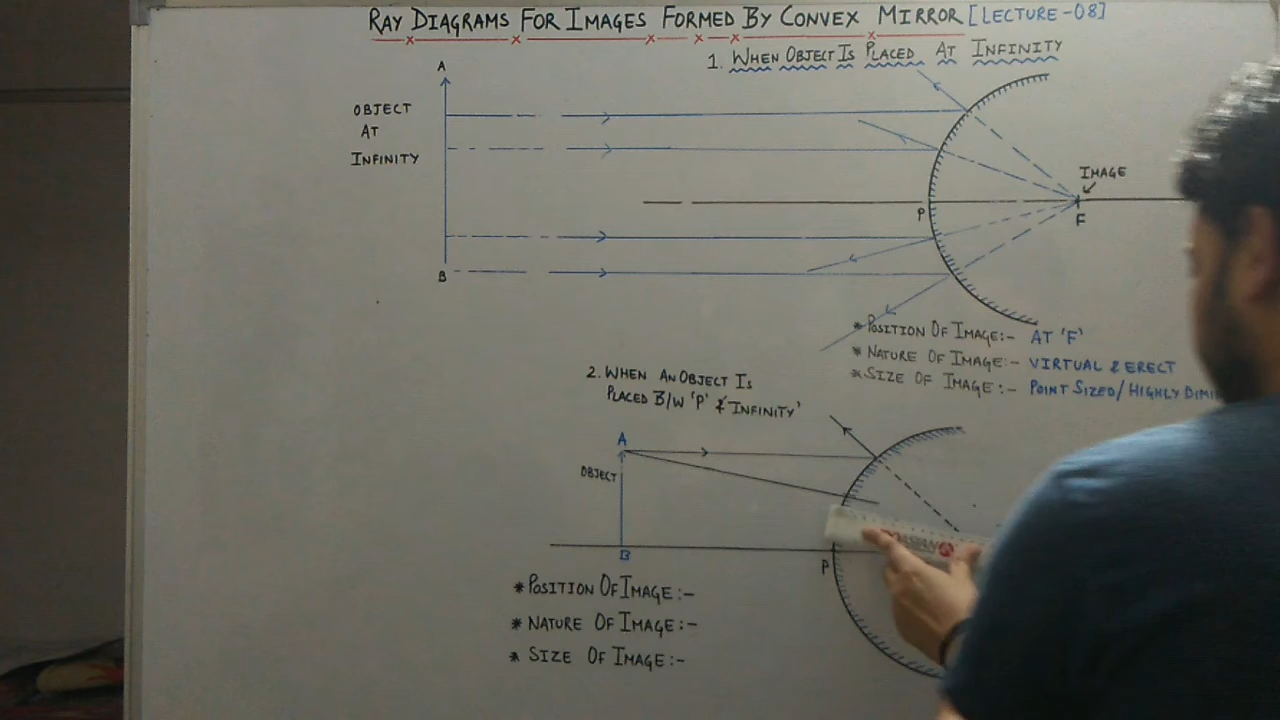 RAY DIAGRAMS FOR IMAGES FORMED BY CONVEX MIRROR [LECTURE-08]
1. WHEN OBJECT IS PLACED AT INFINITY
A
OBJECT
AT
INFINITY
B
P
IMAGE
F
* POSITION OF IMAGE:- AT 'F'
* NATURE OF IMAGE:- VIRTUAL & ERECT
* SIZE OF IMAGE:- POINT SIZED/HIGHLY
2. WHEN AN OBJECT IS
PLACED B/W 'P' & 'INFINITY'
A
OBJECT
B
P
* POSITION OF IMAGE:-
* NATURE OF IMAGE:-
* SIZE OF IMAGE:-